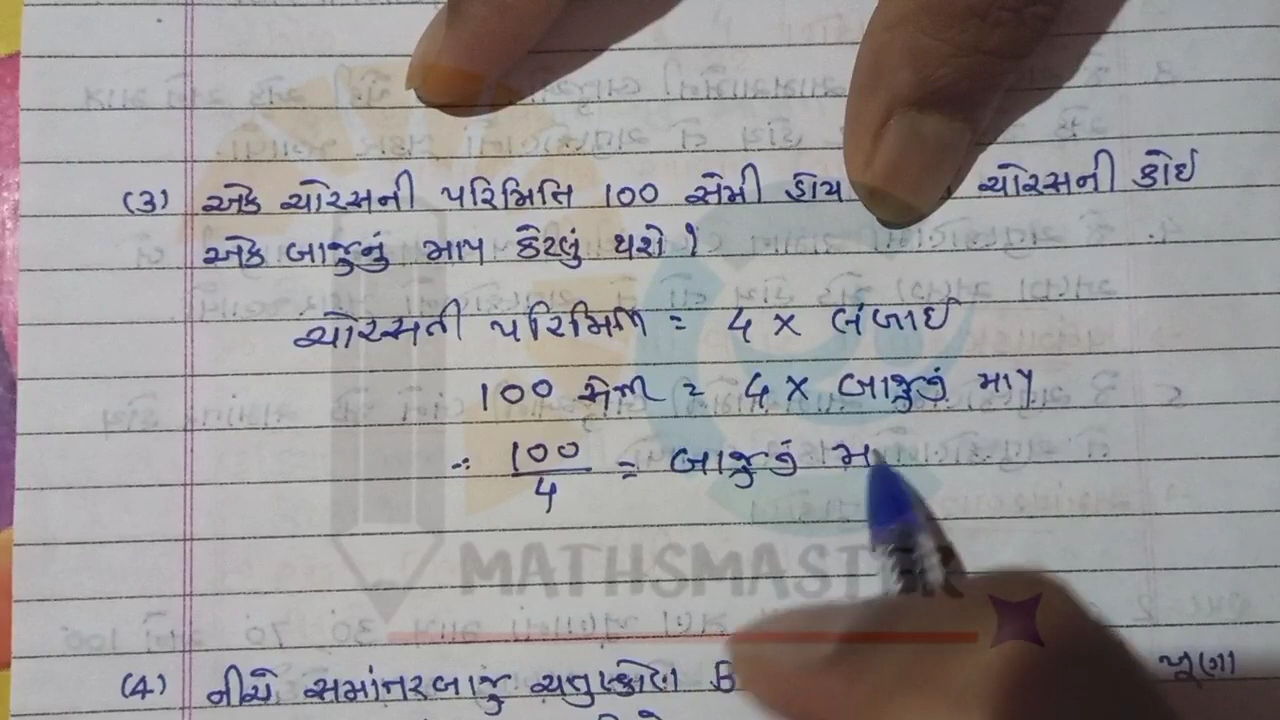 (3) એક ચોરસની પરિમિતિ 100 સેમી હોય ચોરસની કોઈ
એક બાજુનું માપ કેટલું થશે ?
ચોરસની પરિમિતિ = 4 × લંબાઈ
100 સેમી = 4 × બાજુનું માપ
∴ 100/4 = બાજુનું મ
MATHSMASTER
(4) નીચે સમાંતરબાજુ ચતુષ્કોણ ખૂણા